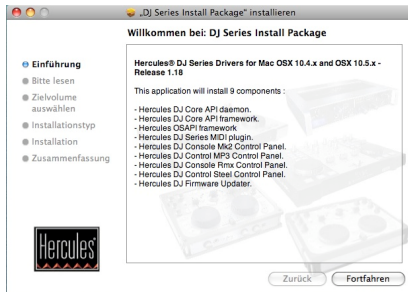 „DJ Series Install Package" installieren
Willkommen bei: DJ Series Install Package
Einführung
Bitte lesen
Zielvolume
auswählen
Installationstyp
Installation
Zusammenfassung
Hercules® DJ Series Drivers for Mac OSX 10.4.x and OSX 10.5.x -
Release 1.18
This application will install 9 components :
- Hercules DJ Core API daemon.
- Hercules DJ Core API framework.
- Hercules OSAPI framework
- Hercules DJ Series MIDI plugin.
- Hercules DJ Console Mk2 Control Panel.
- Hercules DJ Control MP3 Control Panel.
- Hercules DJ Console Rmx Control Panel.
- Hercules DJ Control Steel Control Panel.
- Hercules DJ Firmware Updater.
Hercules®
Zurück
Fortfahren